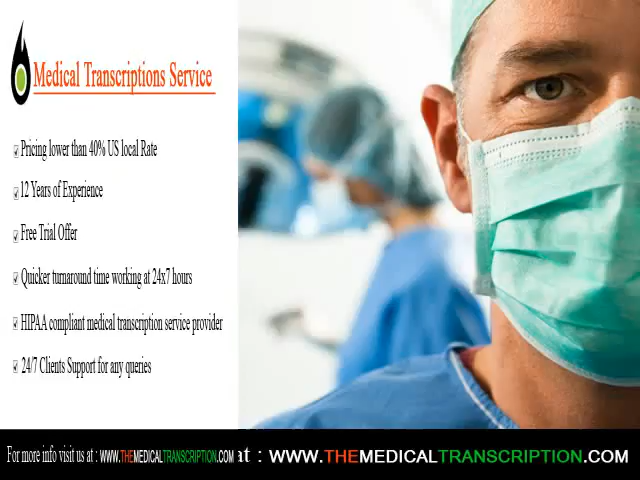 Medical Transcriptions Service
Pricing lower than 40% US local Rate
12 Years of Experience
Free Trial Offer
Quicker turnaround time working at 24x7 hours
HIPAA compliant medical transcription service provider
24/7 Clients Support for any queries
For more info visit us at : WWW.THEMEDICALTRANSCRIPTION.COM at : WWW.THEMEDICALTRANSCRIPTION.COM